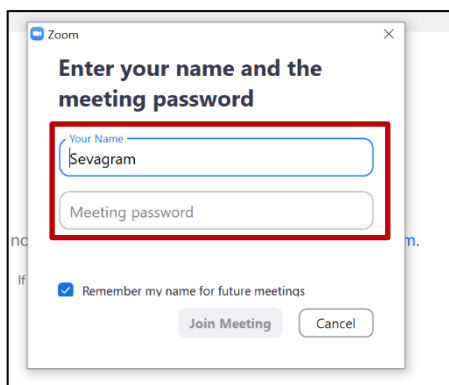 Zoom
Enter your name and the
meeting password
Your Name
Sevagram
Meeting password
m.
If
Remember my name for future meetings
Join Meeting
Cancel